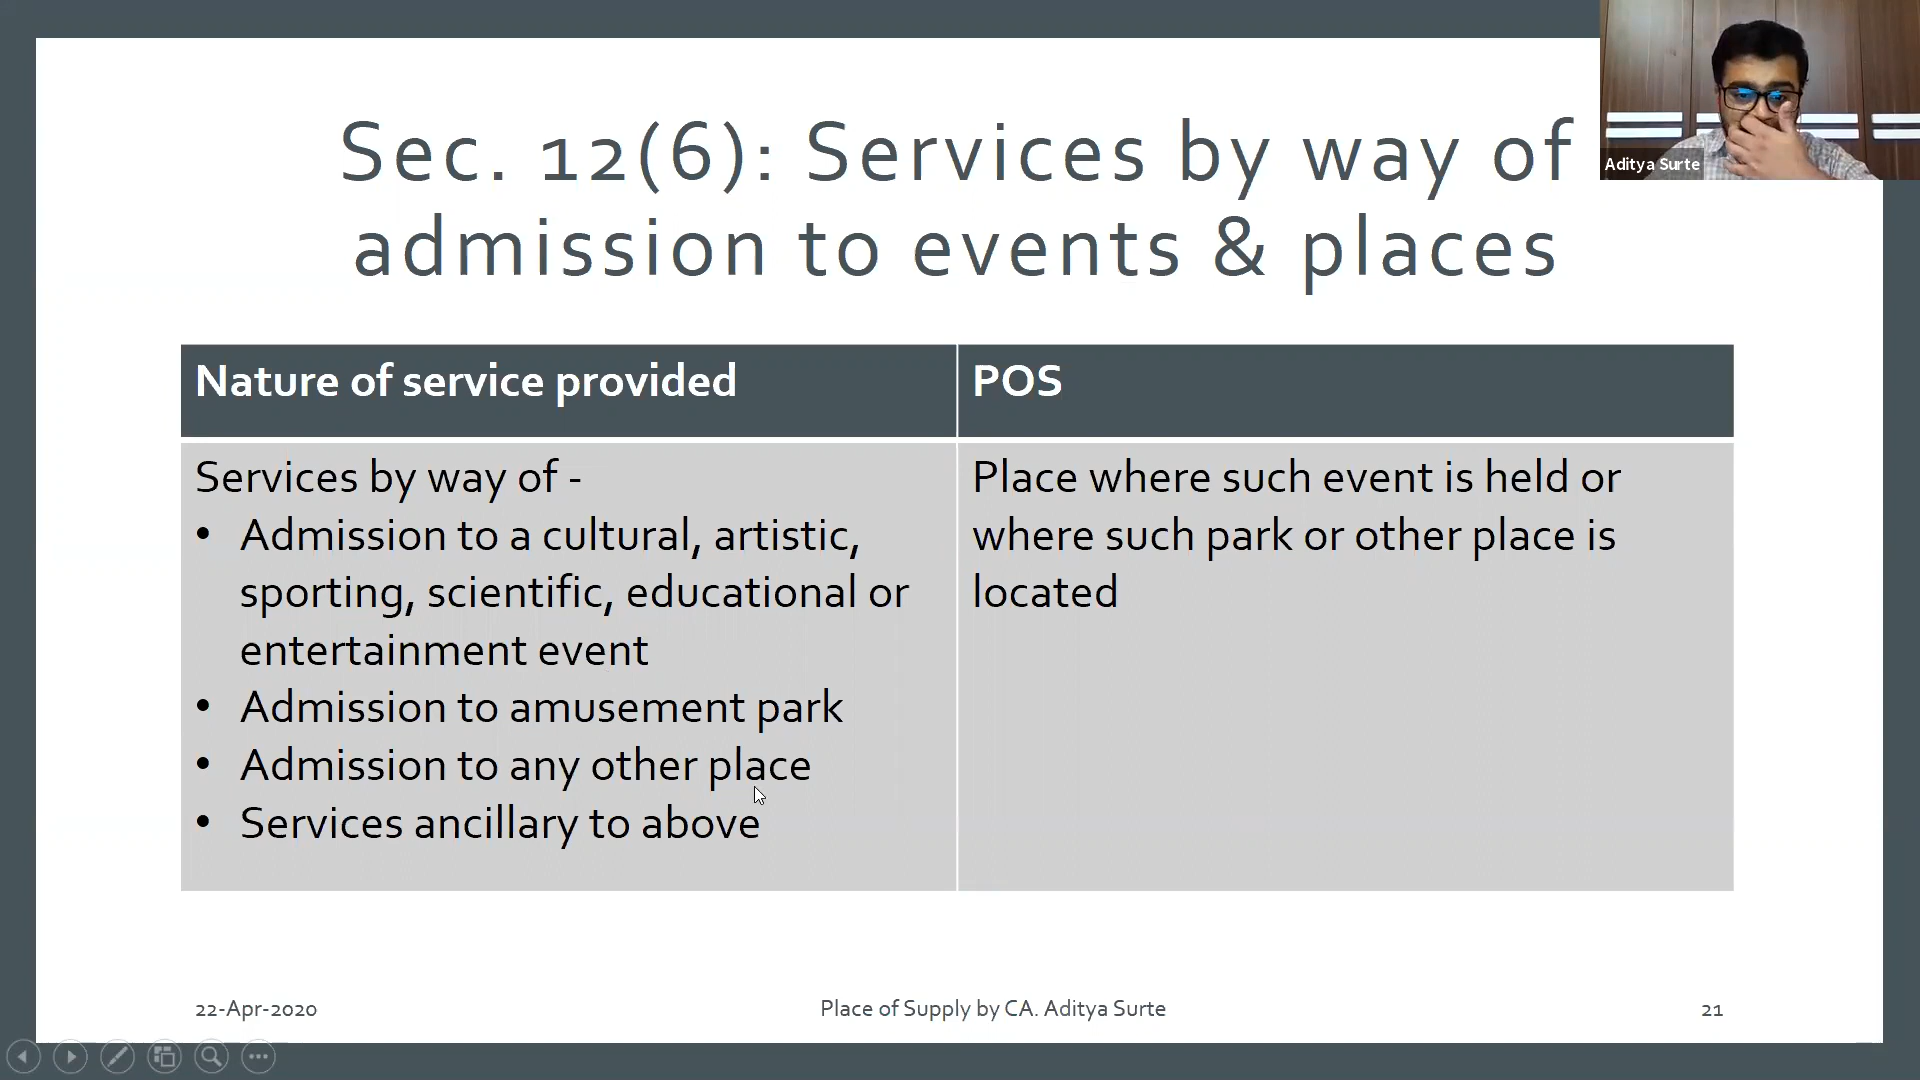 Sec. 12(6): Services by way of
admission to events & places
Aditya Surte
Nature of service provided
POS
Services by way of -
• Admission to a cultural, artistic,
sporting, scientific, educational or
entertainment event
• Admission to amusement park
• Admission to any other place
• Services ancillary to above
Place where such event is held or
where such park or other place is
located
22-Apr-2020
Place of Supply by CA. Aditya Surte
21